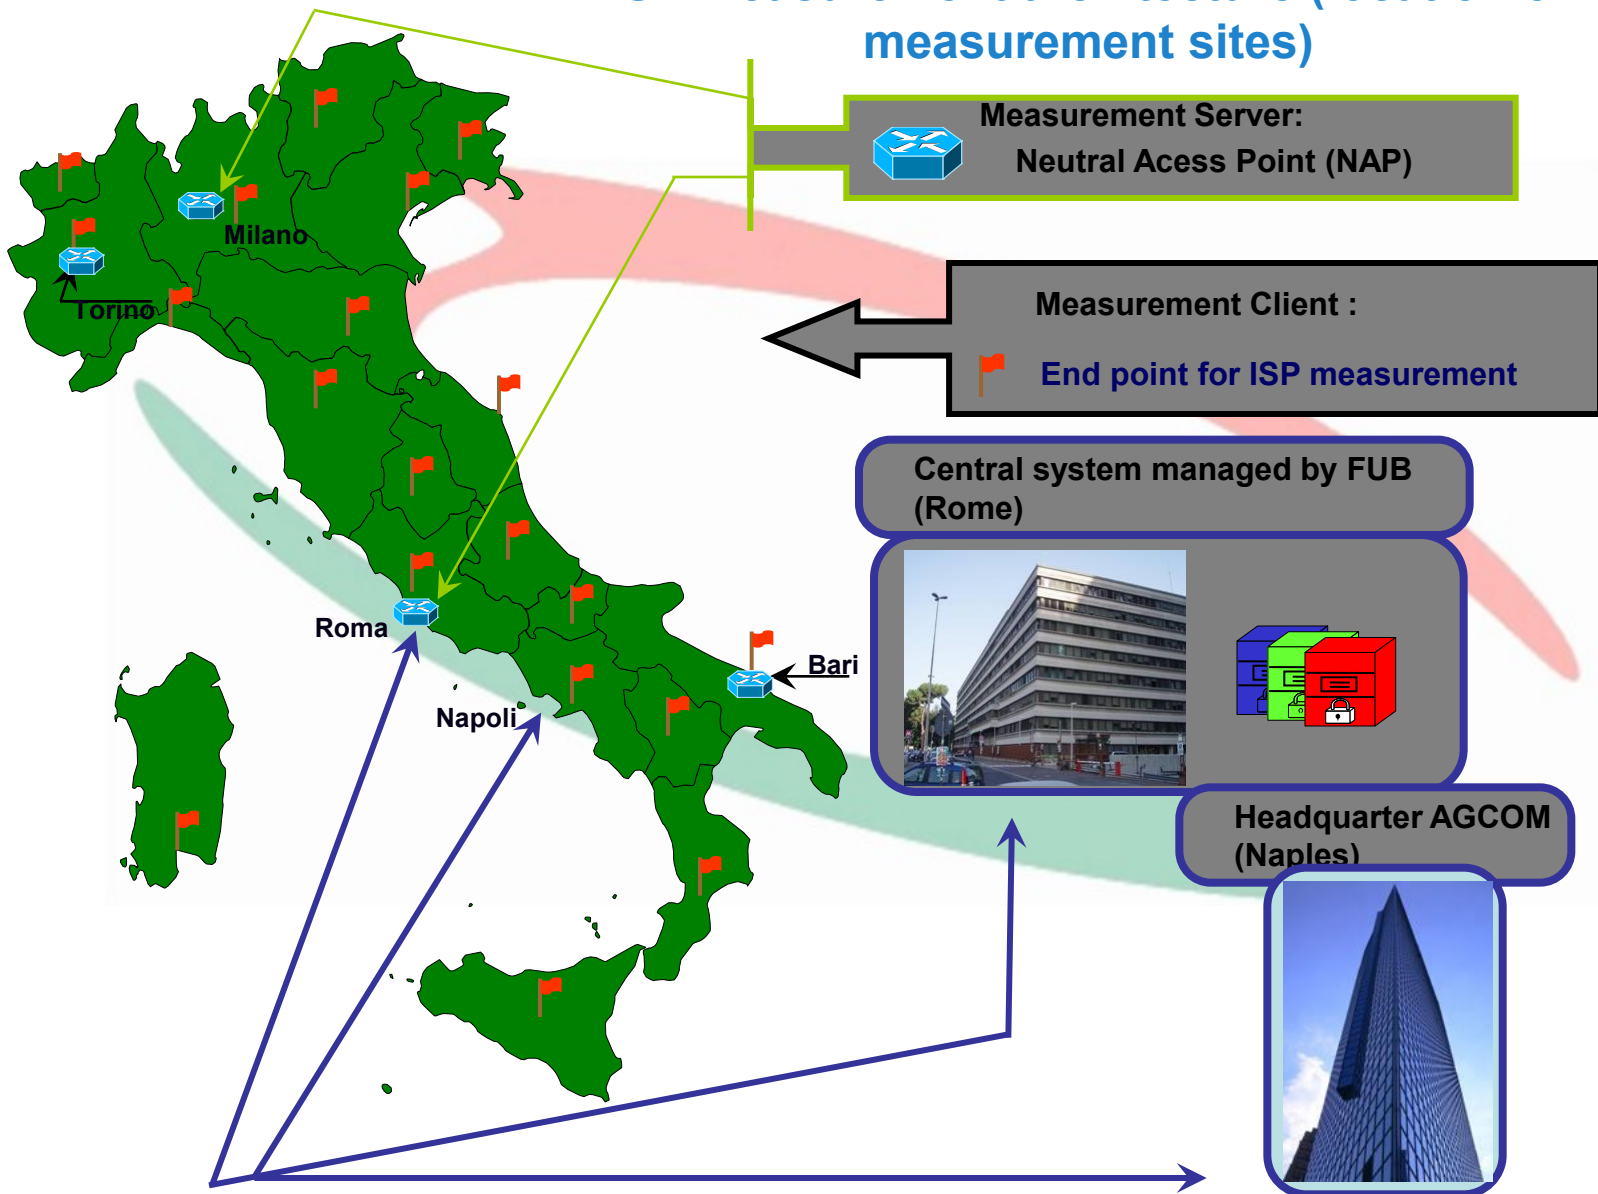 measurement sites)
Measurement Server:
Neutral Acess Point (NAP)
Milano
Torino
Measurement Client :
End point for ISP measurement
Central system managed by FUB
(Rome)
Roma
Bari
Napoli
Headquarter AGCOM
(Naples)